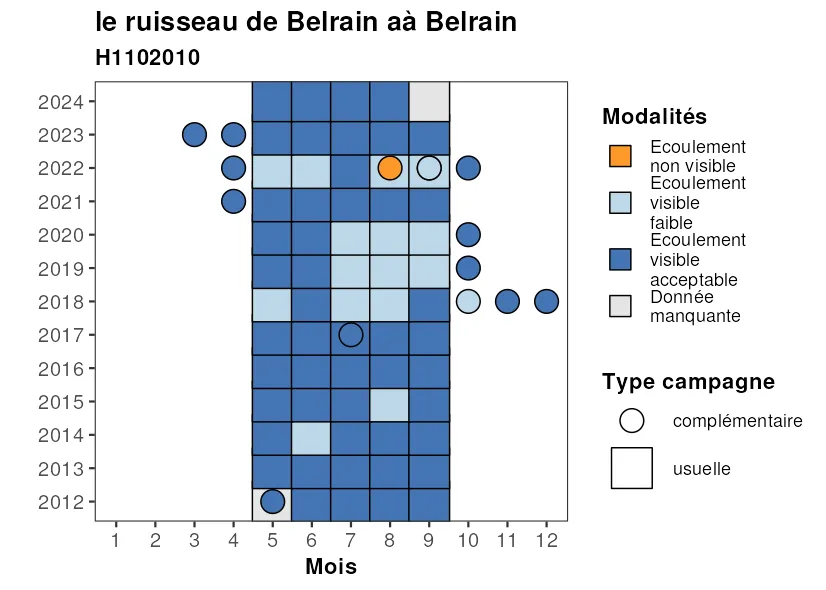 le ruisseau de Belrain aà Belrain
H1102010
2024
2023
2022
2021
2020
2019
2018
2017
2016
2015
2014
2013
2012
1 2 3 4 5 6 7 8 9 10 11 12
Mois
Modalités
Ecoulement
non visible
Ecoulement
visible
faible
Ecoulement
visible
acceptable
Donnée
manquante
Type campagne
complémentaire
usuelle